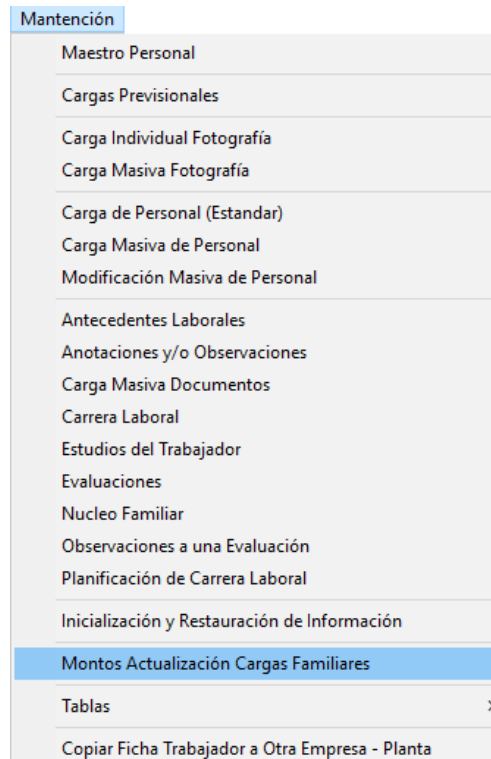 Mantención
Maestro Personal
Cargas Previsionales
Carga Individual Fotografía
Carga Masiva Fotografía
Carga de Personal (Estandar)
Carga Masiva de Personal
Modificación Masiva de Personal
Antecedentes Laborales
Anotaciones y/o Observaciones
Carga Masiva Documentos
Carrera Laboral
Estudios del Trabajador
Evaluaciones
Nucleo Familiar
Observaciones a una Evaluación
Planificación de Carrera Laboral
Inicialización y Restauración de Información
Montos Actualización Cargas Familiares
Tablas
Copiar Ficha Trabajador a Otra Empresa - Planta